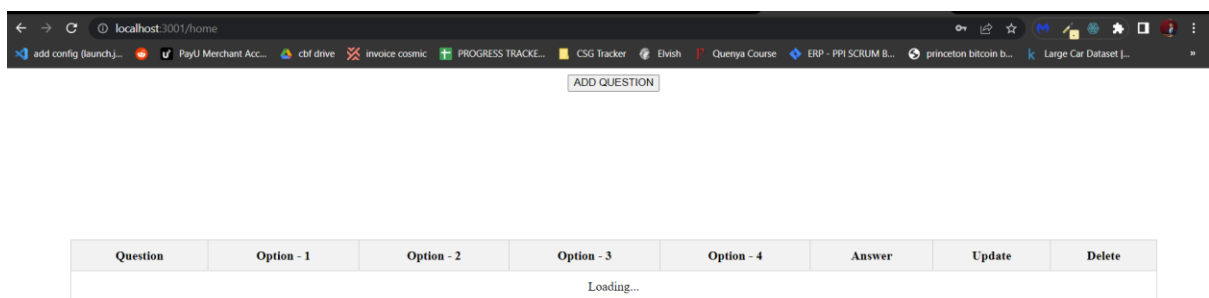 localhost:3001/home
add config (launch.j... PayU Merchant Acc... cbf drive invoice cosmic PROGRESS TRACKE... CSG Tracker Elvish Quenya Course ERP - PPI SCRUM B... princeton bitcoin b... Large Car Dataset |... »
ADD QUESTION
Question Option - 1 Option - 2 Option - 3 Option - 4 Answer Update Delete
Loading...